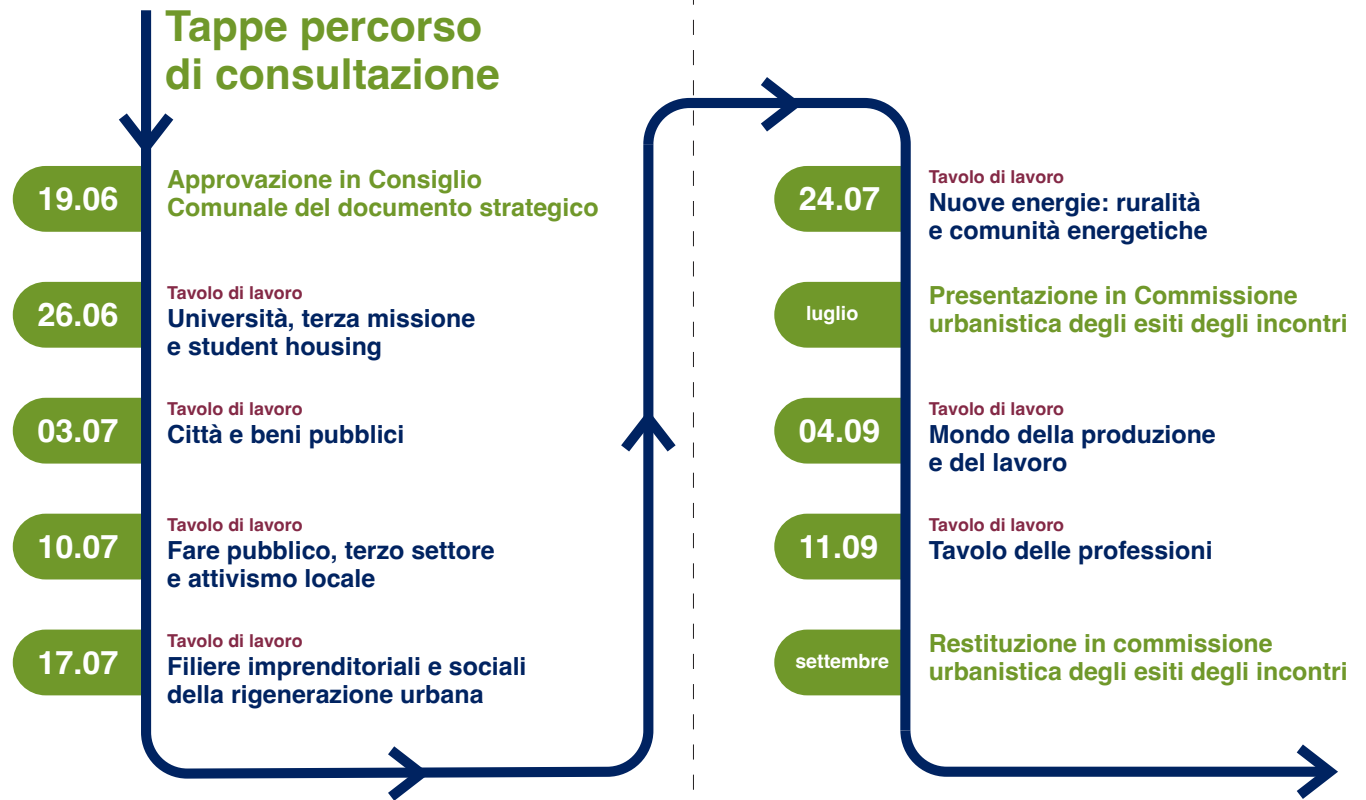 Tappe percorso
di consultazione
19.06
Approvazione in Consiglio
Comunale del documento strategico
26.06
Tavolo di lavoro
Università, terza missione
e student housing
03.07
Tavolo di lavoro
Città e beni pubblici
10.07
Tavolo di lavoro
Fare pubblico, terzo settore
e attivismo locale
17.07
Tavolo di lavoro
Filiere imprenditoriali e sociali
della rigenerazione urbana
24.07
Tavolo di lavoro
Nuove energie: ruralità
e comunità energetiche
luglio
Presentazione in Commissione
urbanistica degli esiti degli incontri
04.09
Tavolo di lavoro
Mondo della produzione
e del lavoro
11.09
Tavolo di lavoro
Tavolo delle professioni
settembre
Restituzione in commissione
urbanistica degli esiti degli incontri